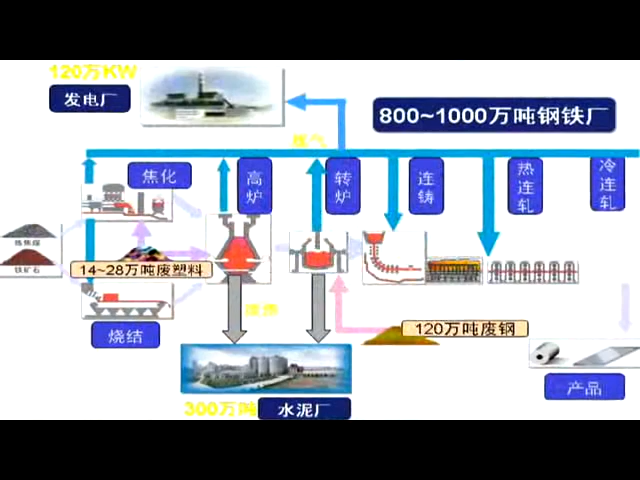 120万KW
发电厂
800~1000万吨钢铁厂
煤气
焦化
高炉
转炉
连铸
热连轧
冷连轧
炼焦煤
铁矿石
14~28万吨废塑料
烧结
废渣
120万吨废钢
300万吨
水泥厂
产品